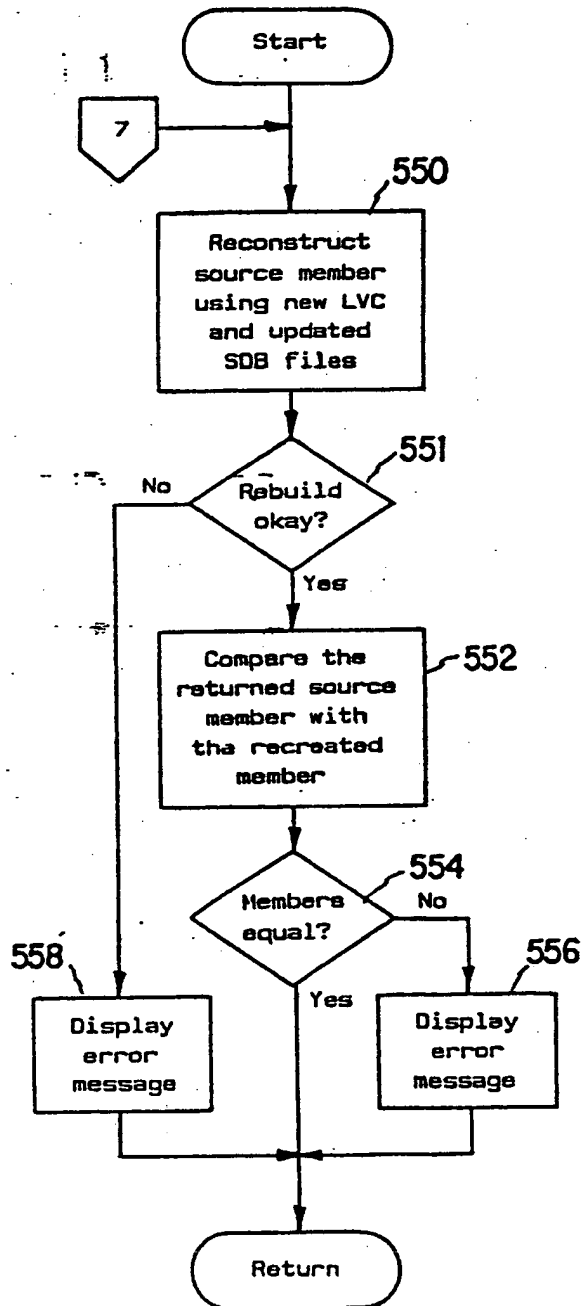 Start
7
550
Reconstruct
source member
using new LVC
and updated
SDB files
551
No
Rebuild
okay?
Yes
552
Compare the
returned source
member with
the recreated
member
554
Members
equal?
No
Yes
558
Display
error
message
556
Display
error
message
Return